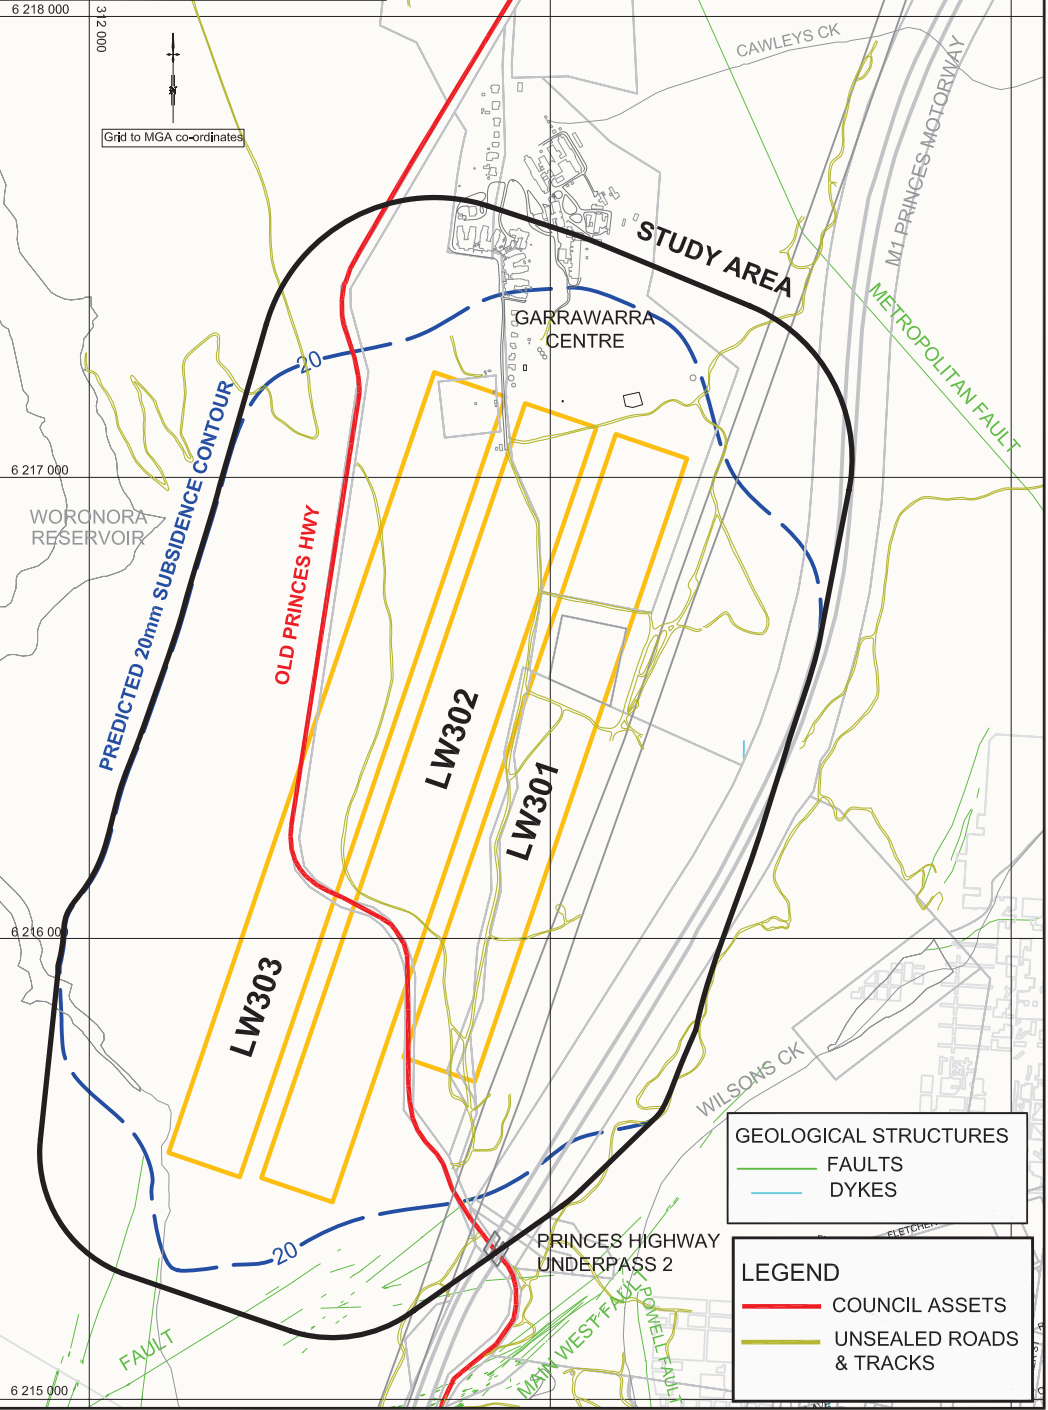 6 218 000
312 000
N
Grid to MGA co-ordinates
CAWLEYS CK
M1 PRINCES MOTORWAY
STUDY AREA
METROPOLITAN FAULT
GARRAWARRA
CENTRE
20
PREDICTED 20mm SUBSIDENCE CONTOUR
6 217 000
WORONORA
RESERVOIR
OLD PRINCES HWY
LW302
LW301
6 216 000
LW303
WILSONS CK
GEOLOGICAL STRUCTURES
FAULTS
DYKES
20
PRINCES HIGHWAY
UNDERPASS 2
FAULT
MAIN WEST FAULT
POWELL FAULT
LEGEND
COUNCIL ASSETS
UNSEALED ROADS
& TRACKS
6 215 000